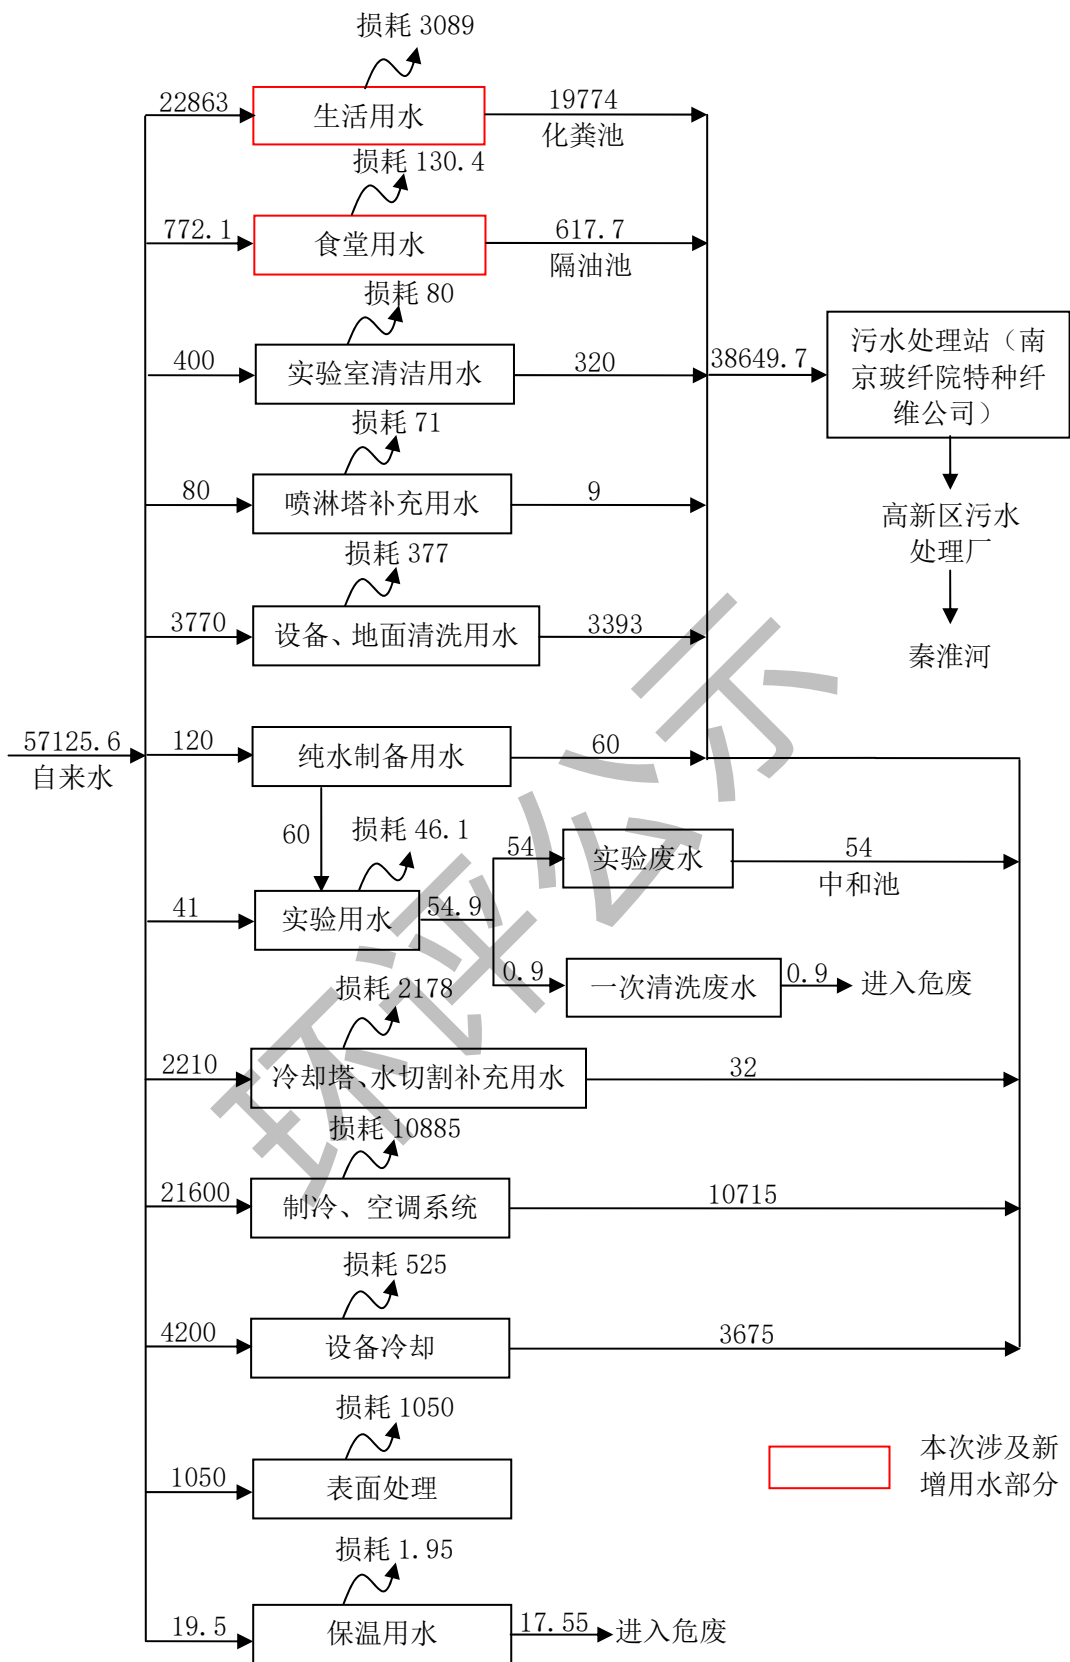 损耗 3089
22863
生活用水
19774
化粪池
损耗 130.4
772.1
食堂用水
617.7
隔油池
损耗 80
400
实验室清洁用水
320
38649.7
污水处理站（南
京玻纤院特种纤
维公司）
损耗 71
80
喷淋塔补充用水
9
高新区污水
处理厂
损耗 377
3770
设备、地面清洗用水
3393
秦淮河
57125.6
自来水
120
纯水制备用水
60
60
损耗 46.1
41
实验用水
54.9
54
实验废水
54
中和池
0.9
一次清洗废水
0.9
进入危废
损耗 2178
2210
冷却塔、水切割补充用水
32
损耗 10885
21600
制冷、空调系统
10715
损耗 525
4200
设备冷却
3675
损耗 1050
1050
表面处理
本次涉及新
增用水部分
损耗 1.95
19.5
保温用水
17.55
进入危废
环评公示